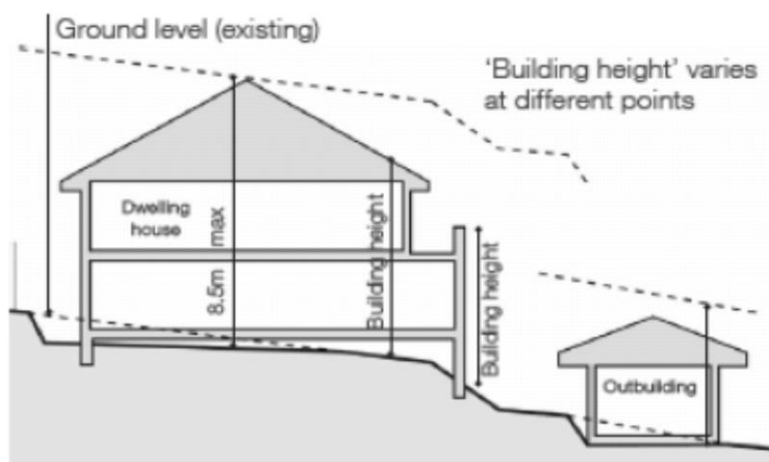 Ground level (existing)
'Building height' varies
at different points
Dwelling
house
8.5m max
Building height
Building height
Outbuilding